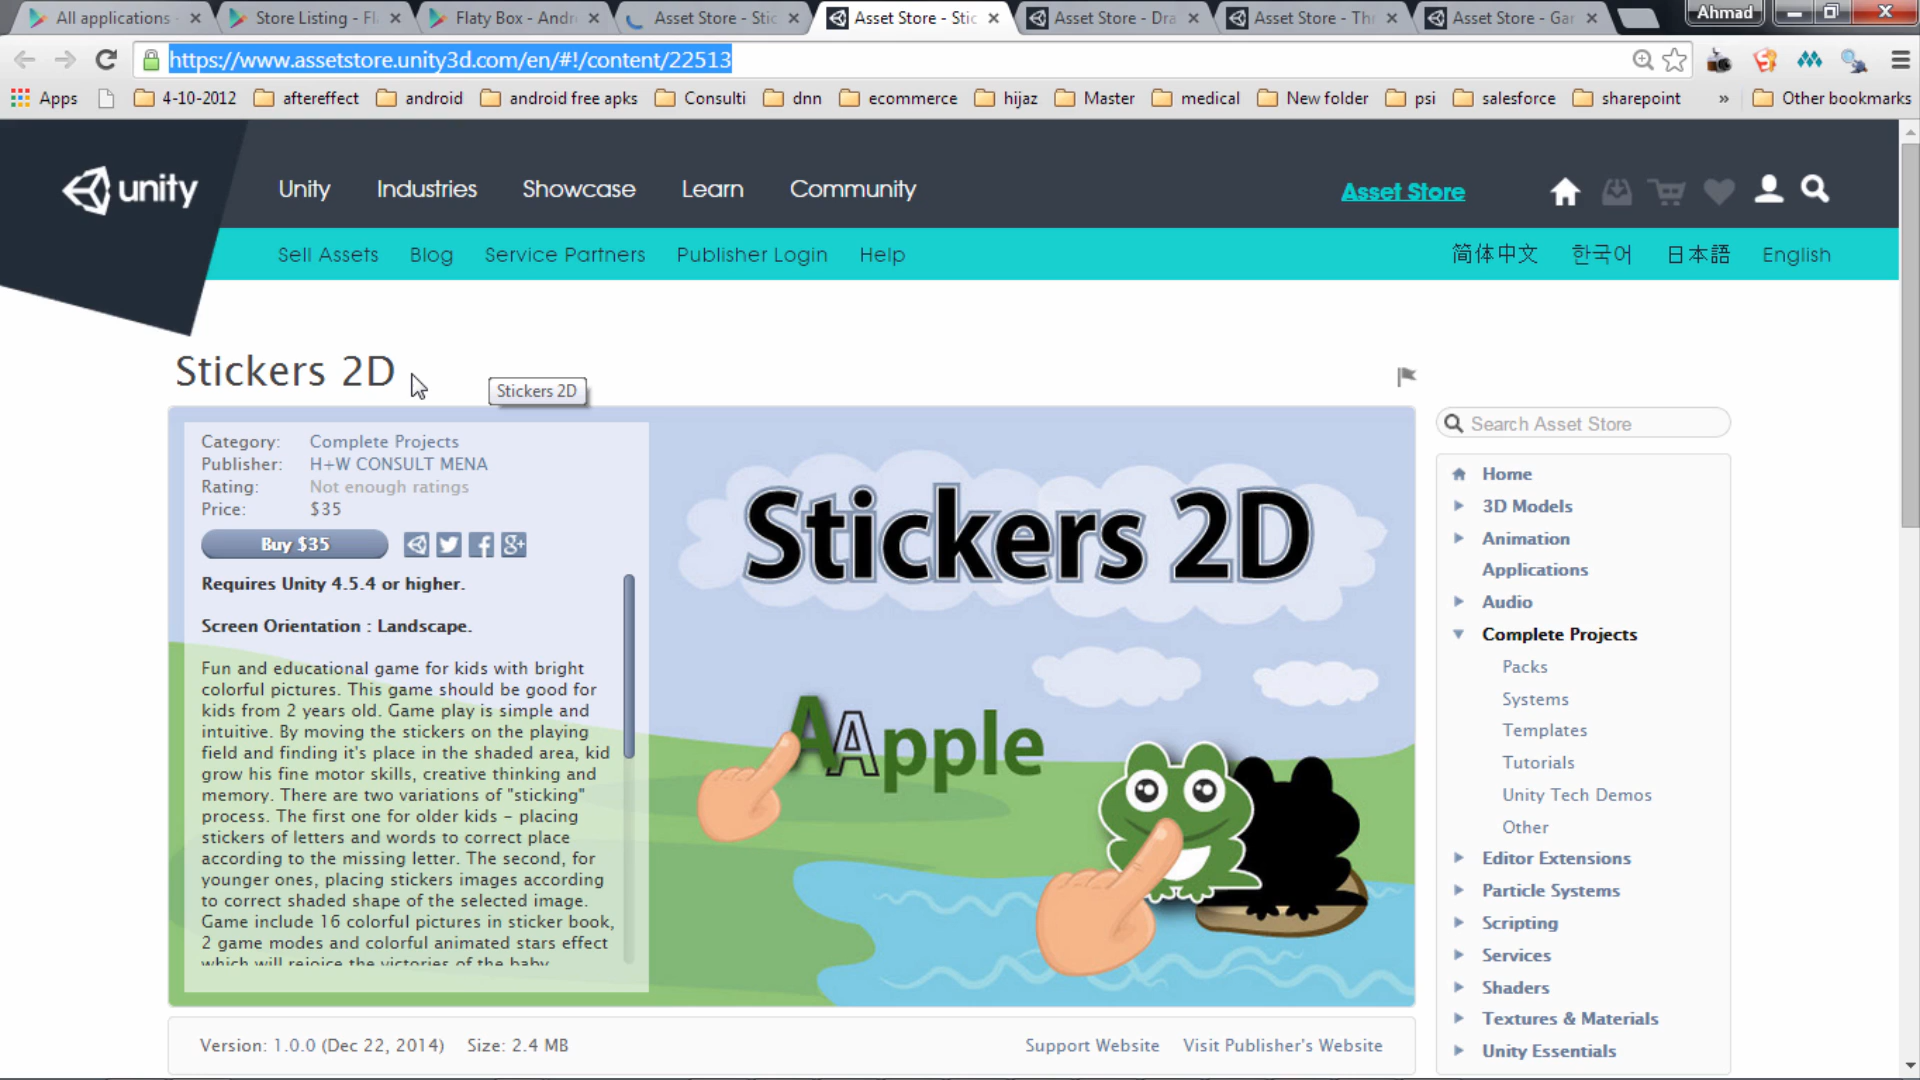 All applications
Store Listing - Fl
Flaty Box - Andr
Asset Store - Stic
Asset Store - Stic
Asset Store - Dra
Asset Store - Thr
Asset Store - Gar
Ahmad
https://www.assetstore.unity3d.com/en/#!/content/22513
Apps
4-10-2012
aftereffect
android
android free apks
Consulti
dnn
ecommerce
hijaz
Master
medical
New folder
psi
salesforce
sharepoint
»
Other bookmarks
unity
Unity
Industries
Showcase
Learn
Community
Asset Store
Sell Assets
Blog
Service Partners
Publisher Login
Help
简体中文
한국어
日本語
English
Stickers 2D
Stickers 2D
Category: Complete Projects
Publisher: H+W CONSULT MENA
Rating: Not enough ratings
Price: $35
Buy $35
Requires Unity 4.5.4 or higher.
Screen Orientation : Landscape.
Fun and educational game for kids with bright
colorful pictures. This game should be good for
kids from 2 years old. Game play is simple and
intuitive. By moving the stickers on the playing
field and finding it's place in the shaded area, kid
grow his fine motor skills, creative thinking and
memory. There are two variations of "sticking"
process. The first one for older kids – placing
stickers of letters and words to correct place
according to the missing letter. The second, for
younger ones, placing stickers images according
to correct shaded shape of the selected image.
Game include 16 colorful pictures in sticker book,
2 game modes and colorful animated stars effect
which will rejoice the victories of the baby
Stickers 2D
AApple
Search Asset Store
Home
3D Models
Animation
Applications
Audio
Complete Projects
Packs
Systems
Templates
Tutorials
Unity Tech Demos
Other
Editor Extensions
Particle Systems
Scripting
Services
Shaders
Textures & Materials
Unity Essentials
Version: 1.0.0 (Dec 22, 2014)
Size: 2.4 MB
Support Website
Visit Publisher's Website